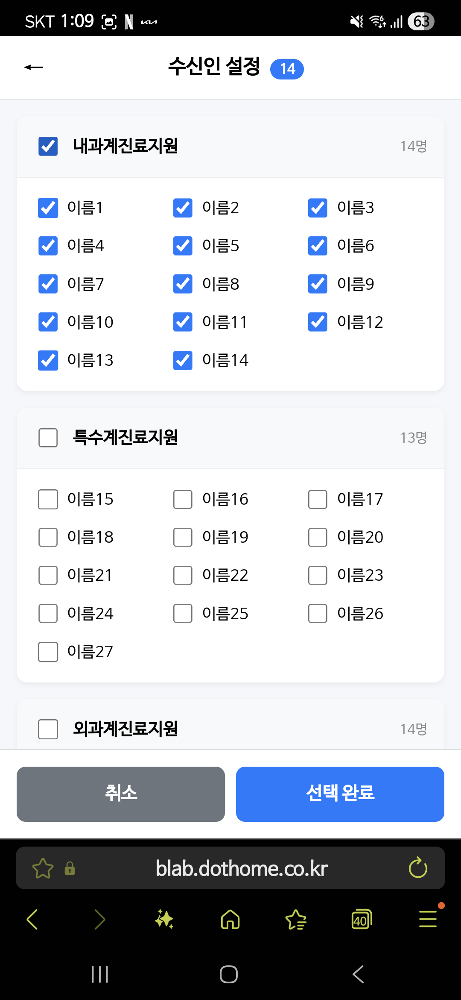 SKT 1:09 63
수신인 설정 14
내과계진료지원 14명
이름1 이름2 이름3
이름4 이름5 이름6
이름7 이름8 이름9
이름10 이름11 이름12
이름13 이름14
특수계진료지원 13명
이름15 이름16 이름17
이름18 이름19 이름20
이름21 이름22 이름23
이름24 이름25 이름26
이름27
외과계진료지원 14명
취소 선택 완료
blab.dothome.co.kr
40